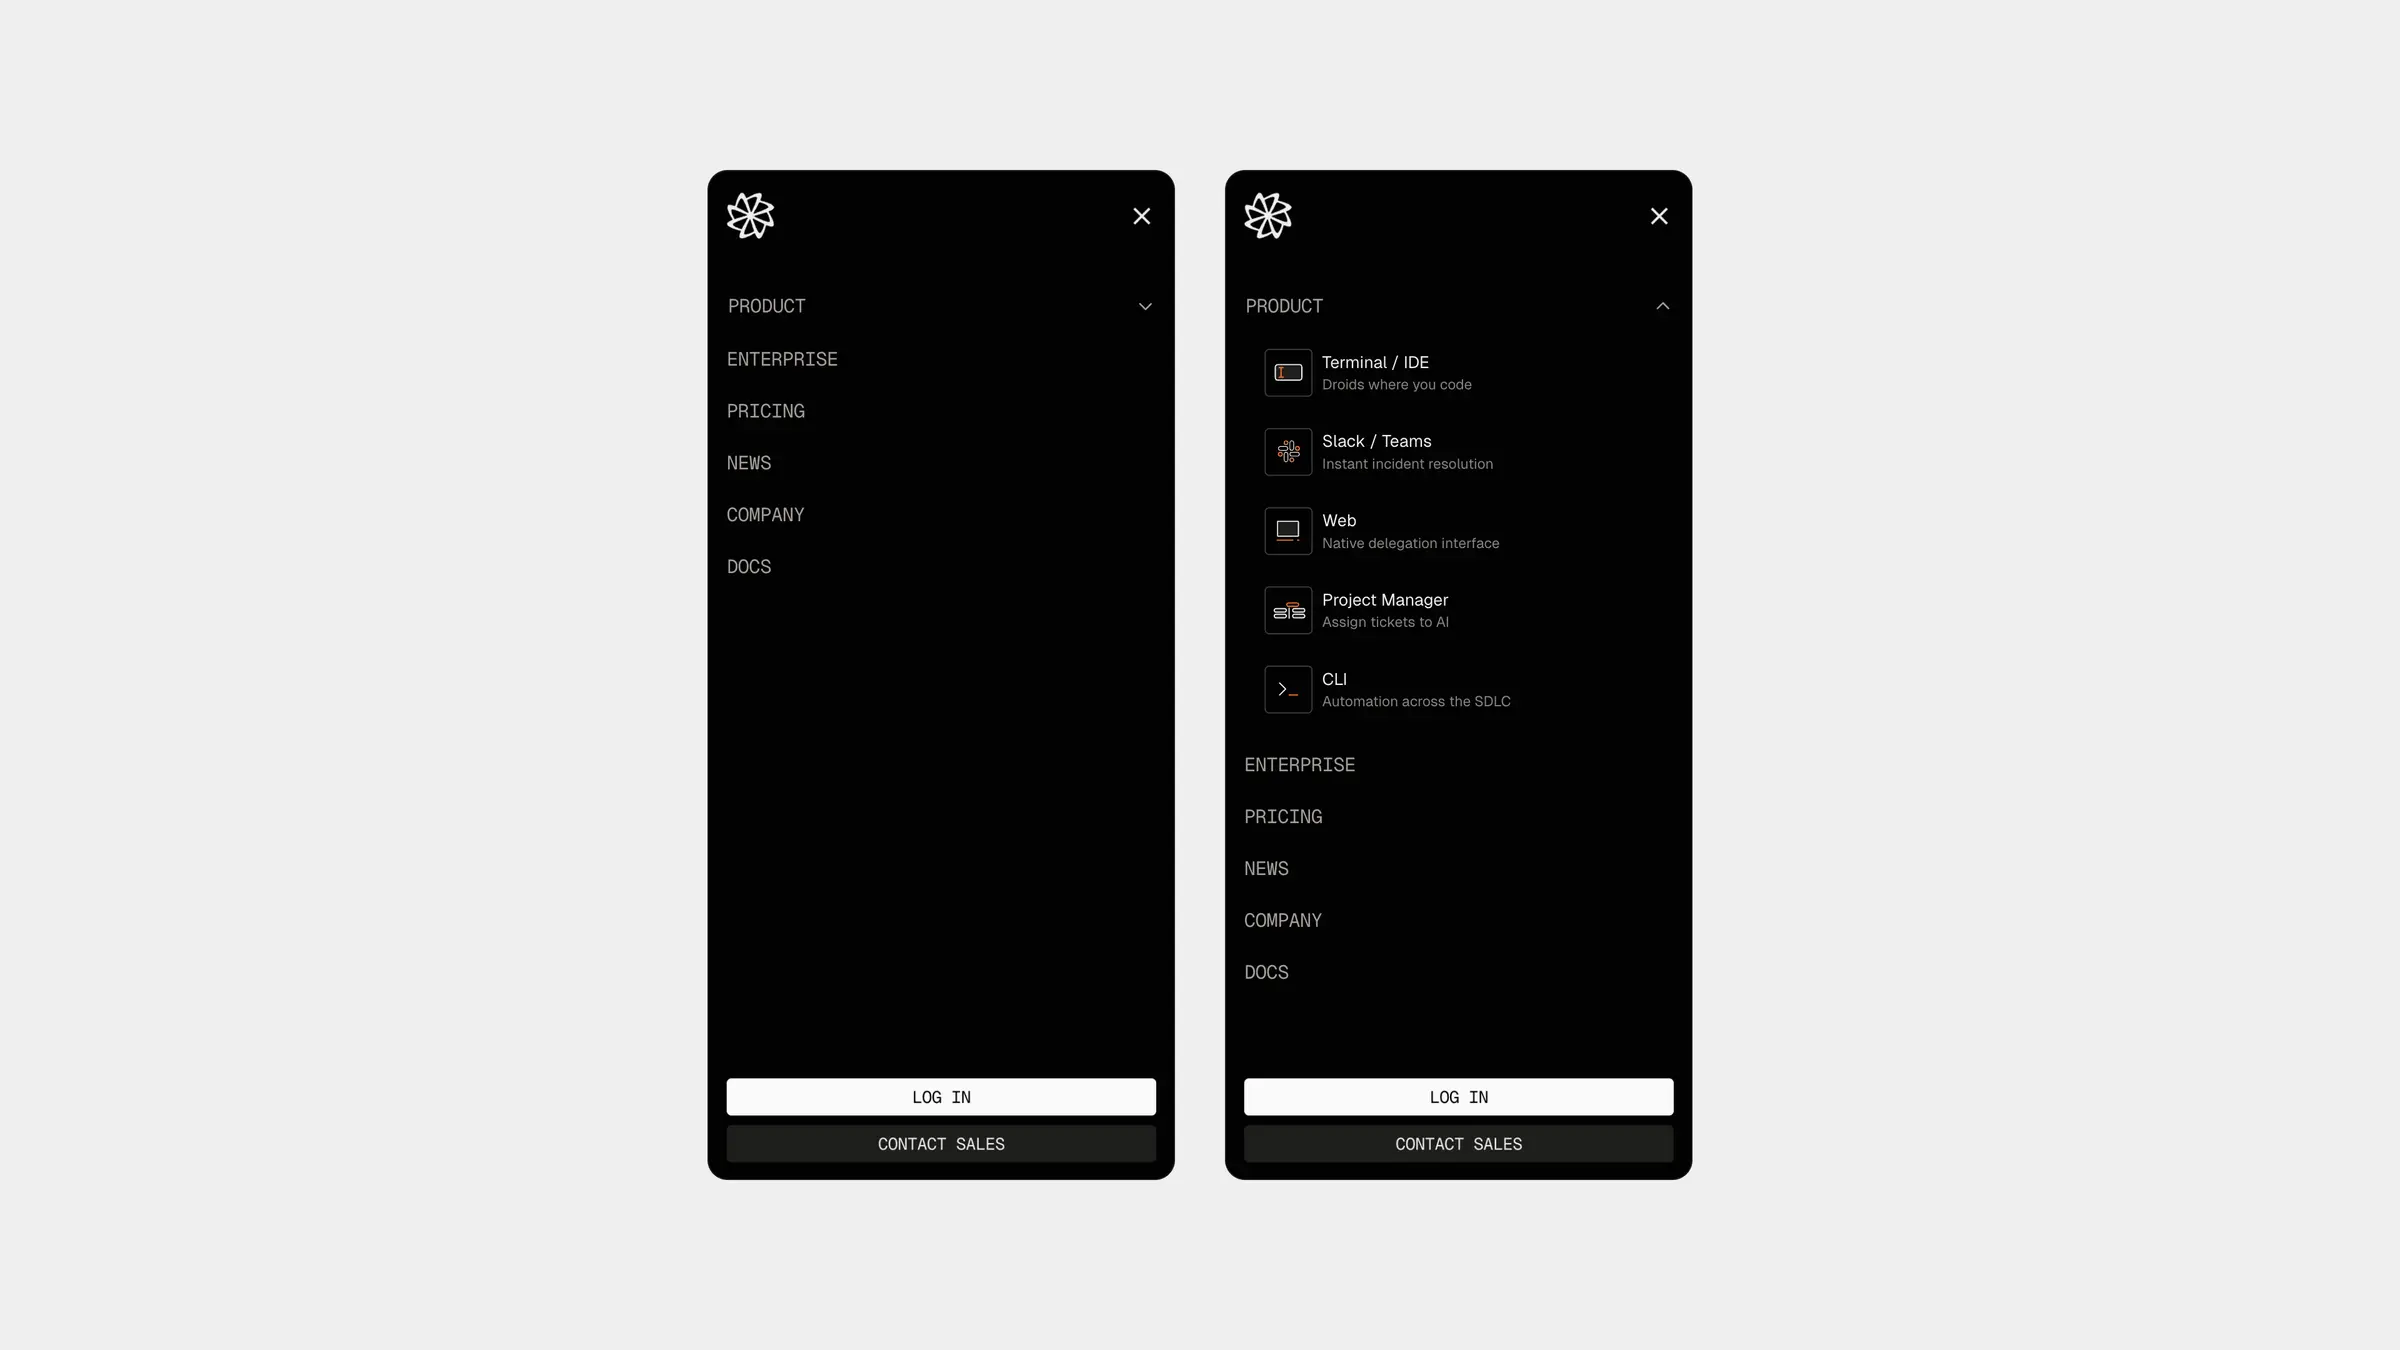 PRODUCT
ENTERPRISE
PRICING
NEWS
COMPANY
DOCS
LOG IN
CONTACT SALES
PRODUCT
Terminal / IDE
Droids where you code
Slack / Teams
Instant incident resolution
Web
Native delegation interface
Project Manager
Assign tickets to AI
CLI
Automation across the SDLC
ENTERPRISE
PRICING
NEWS
COMPANY
DOCS
LOG IN
CONTACT SALES